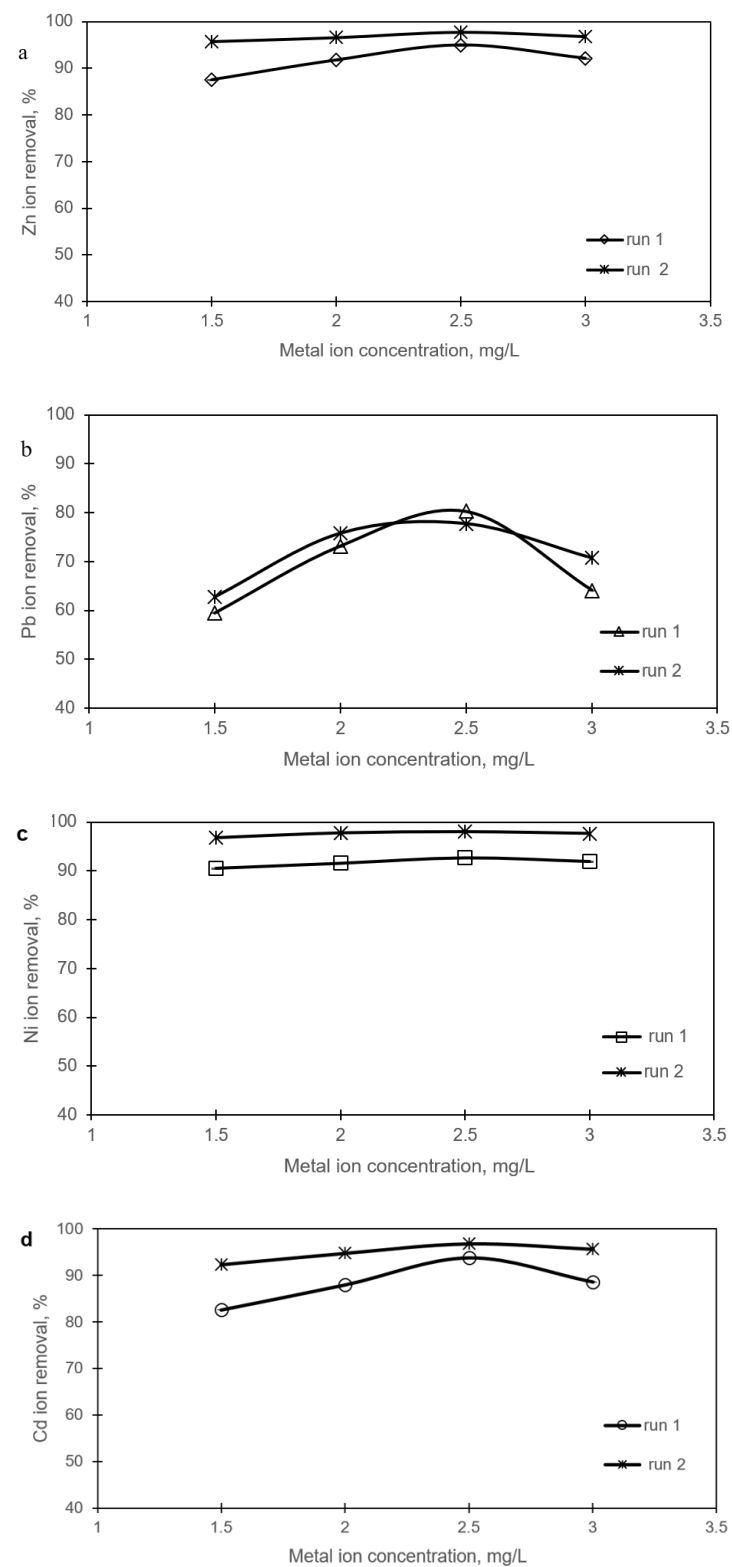 a
Zn ion removal, %
100
90
80
70
60
50
40
run 1
run 2
1
1.5
2
2.5
3
3.5
Metal ion concentration, mg/L
b
Pb ion removal, %
100
90
80
70
60
50
40
run 1
run 2
1
1.5
2
2.5
3
3.5
Metal ion concentration, mg/L
c
Ni ion removal, %
100
90
80
70
60
50
40
run 1
run 2
1
1.5
2
2.5
3
3.5
Metal ion concentration, mg/L
d
Cd ion removal, %
100
90
80
70
60
50
40
run 1
run 2
1
1.5
2
2.5
3
3.5
Metal ion concentration, mg/L